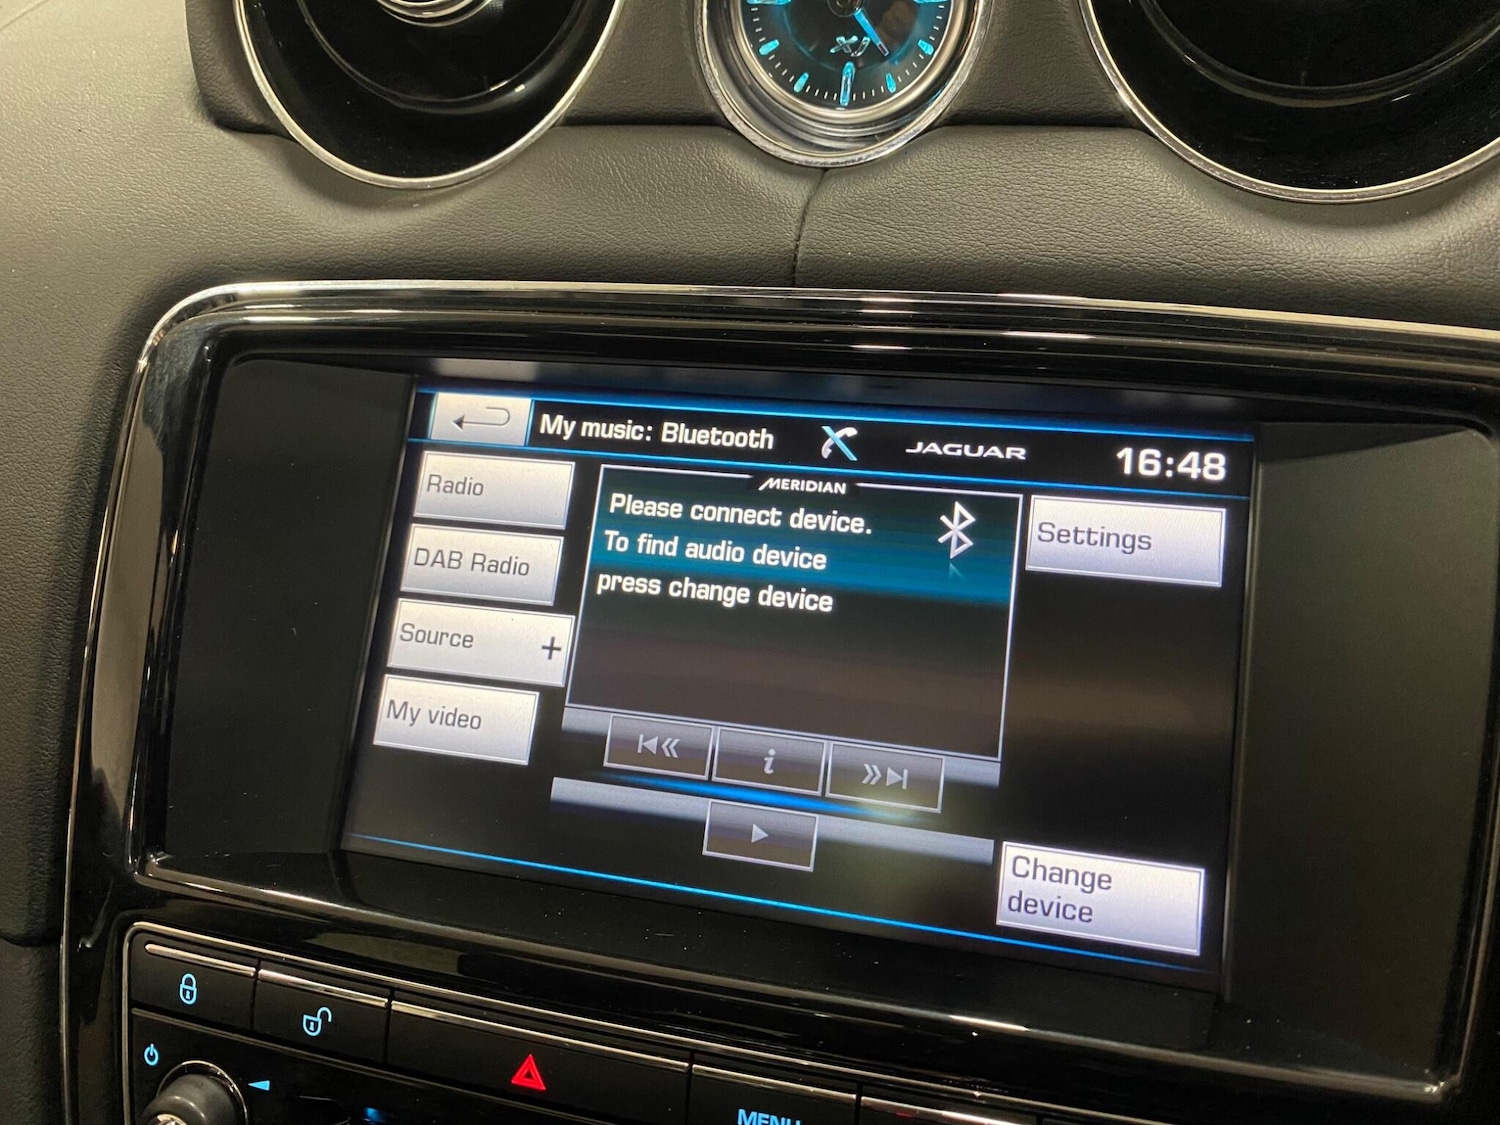 XJ
My music: Bluetooth
JAGUAR
16:48
Radio
DAB Radio
Source +
My video
MERIDIAN
Please connect device.
To find audio device
press change device
Settings
i
Change
device
MENU